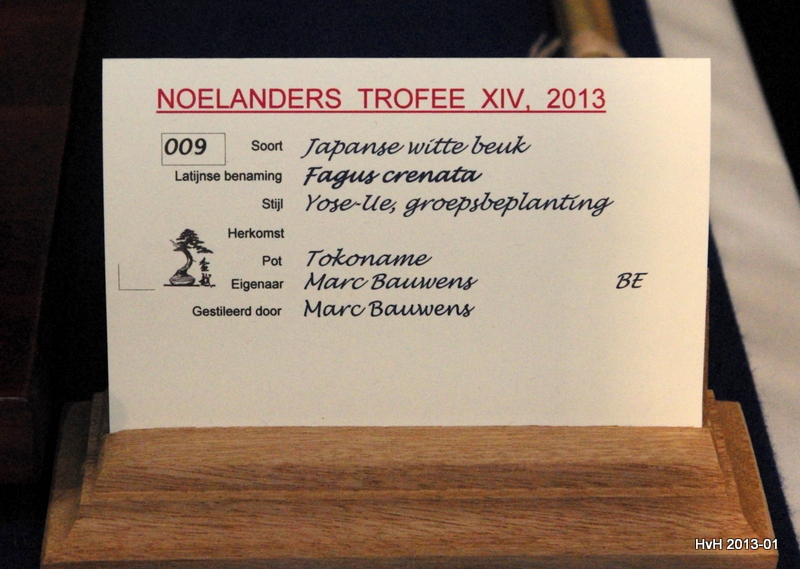 NOELANDERS TROFEE XIV, 2013
009 Soort Japanse witte beuk
Latijnse benaming Fagus crenata
Stijl Yose-Ue, groepsbeplanting
Herkomst
Pot Tokoname
Eigenaar Marc Bauwens BE
Gestileerd door Marc Bauwens
HvH 2013-01